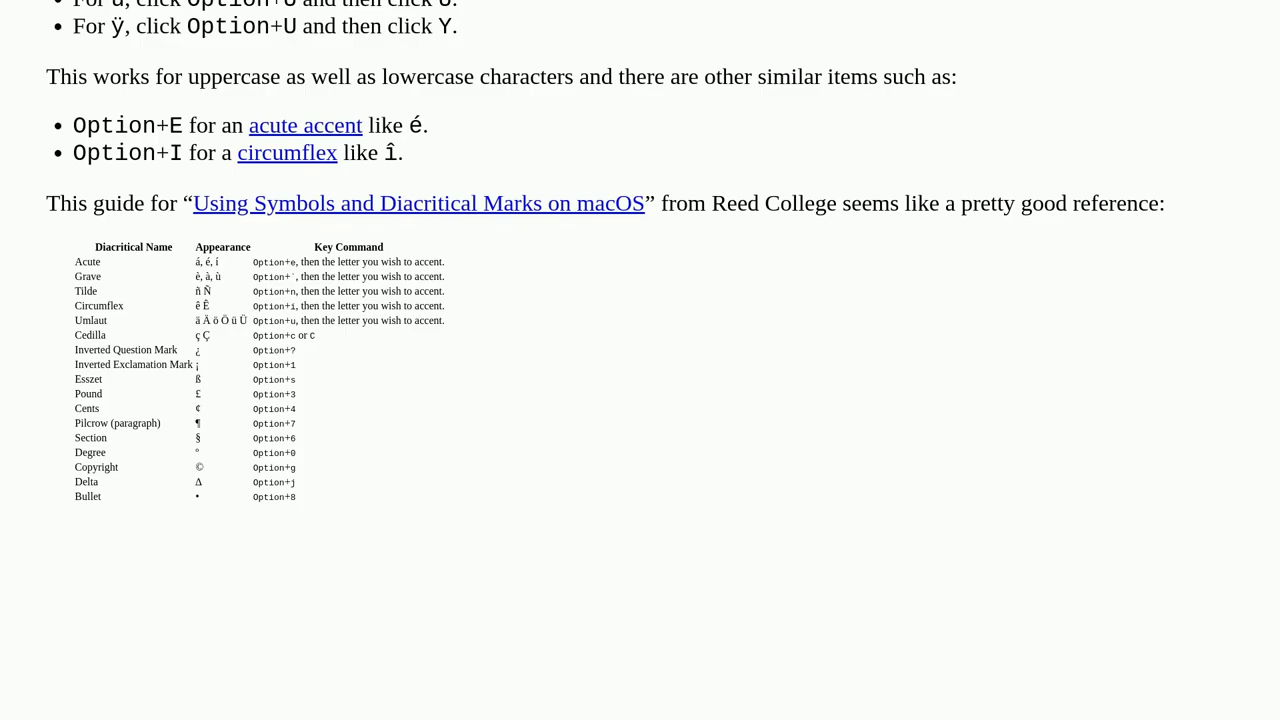 • For ü, click Option+U and then click U.
• For ÿ, click Option+U and then click Y.
This works for uppercase as well as lowercase characters and there are other similar items such as:
• Option+E for an acute accent like é.
• Option+I for a circumflex like î.
This guide for “Using Symbols and Diacritical Marks on macOS” from Reed College seems like a pretty good reference:
Diacritical Name Appearance Key Command
Acute á, é, í Option+e, then the letter you wish to accent.
Grave è, à, ù Option+`, then the letter you wish to accent.
Tilde ñ Ñ Option+n, then the letter you wish to accent.
Circumflex ê Ê Option+i, then the letter you wish to accent.
Umlaut ä Ä ö Ö ü Ü Option+u, then the letter you wish to accent.
Cedilla ç Ç Option+c or C
Inverted Question Mark ¿ Option+?
Inverted Exclamation Mark ¡ Option+1
Esszet ß Option+s
Pound £ Option+3
Cents ¢ Option+4
Pilcrow (paragraph) ¶ Option+7
Section § Option+6
Degree º Option+0
Copyright © Option+g
Delta ∆ Option+j
Bullet • Option+8